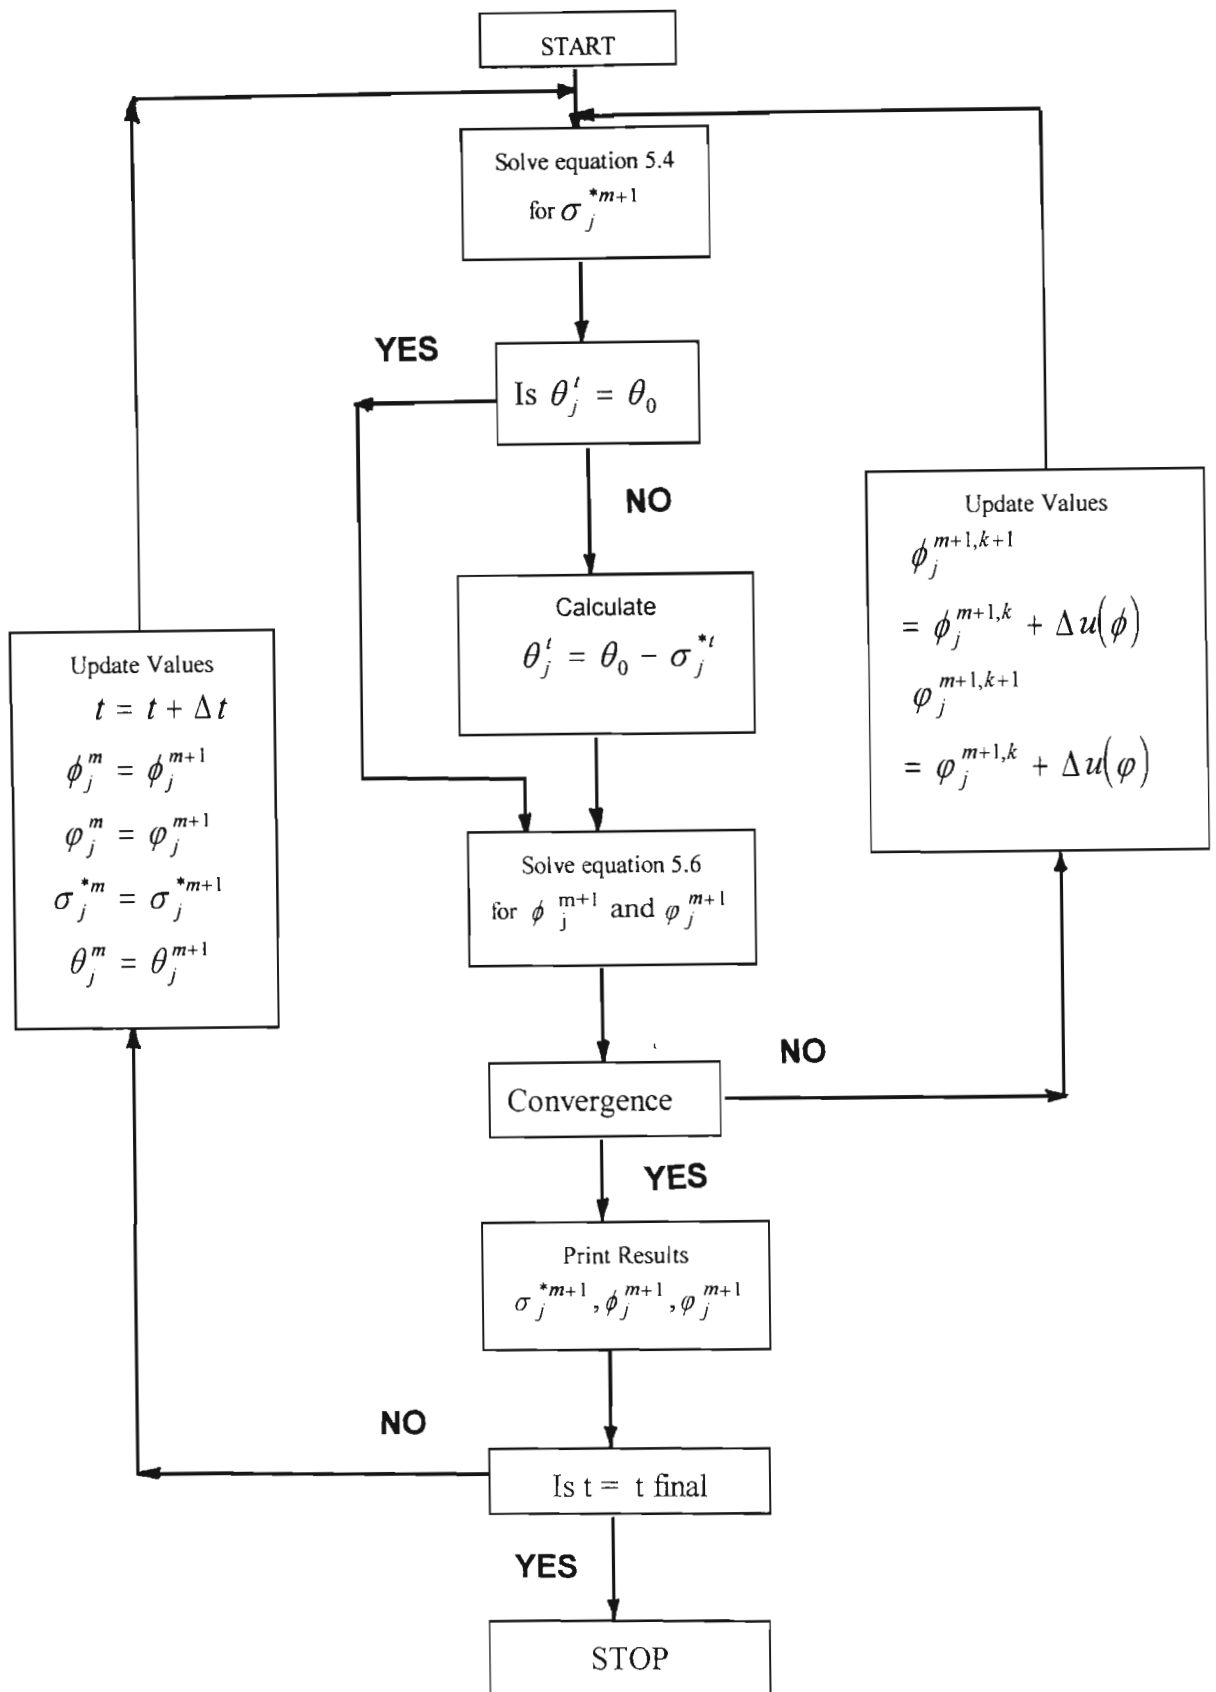 START
Solve equation 5.4
for σ_j^{*m+1}
YES
Is θ_j^t = θ_0
NO
Calculate
θ_j^t = θ_0 − σ_j^{*t}
Update Values
ϕ_j^{m+1,k+1}
= ϕ_j^{m+1,k} + Δu(ϕ)
φ_j^{m+1,k+1}
= φ_j^{m+1,k} + Δu(φ)
Update Values
t = t + Δt
ϕ_j^m = ϕ_j^{m+1}
φ_j^m = φ_j^{m+1}
σ_j^{*m} = σ_j^{*m+1}
θ_j^m = θ_j^{m+1}
Solve equation 5.6
for ϕ_j^{m+1} and φ_j^{m+1}
NO
Convergence
YES
Print Results
σ_j^{*m+1}, ϕ_j^{m+1}, φ_j^{m+1}
NO
Is t = t final
YES
STOP